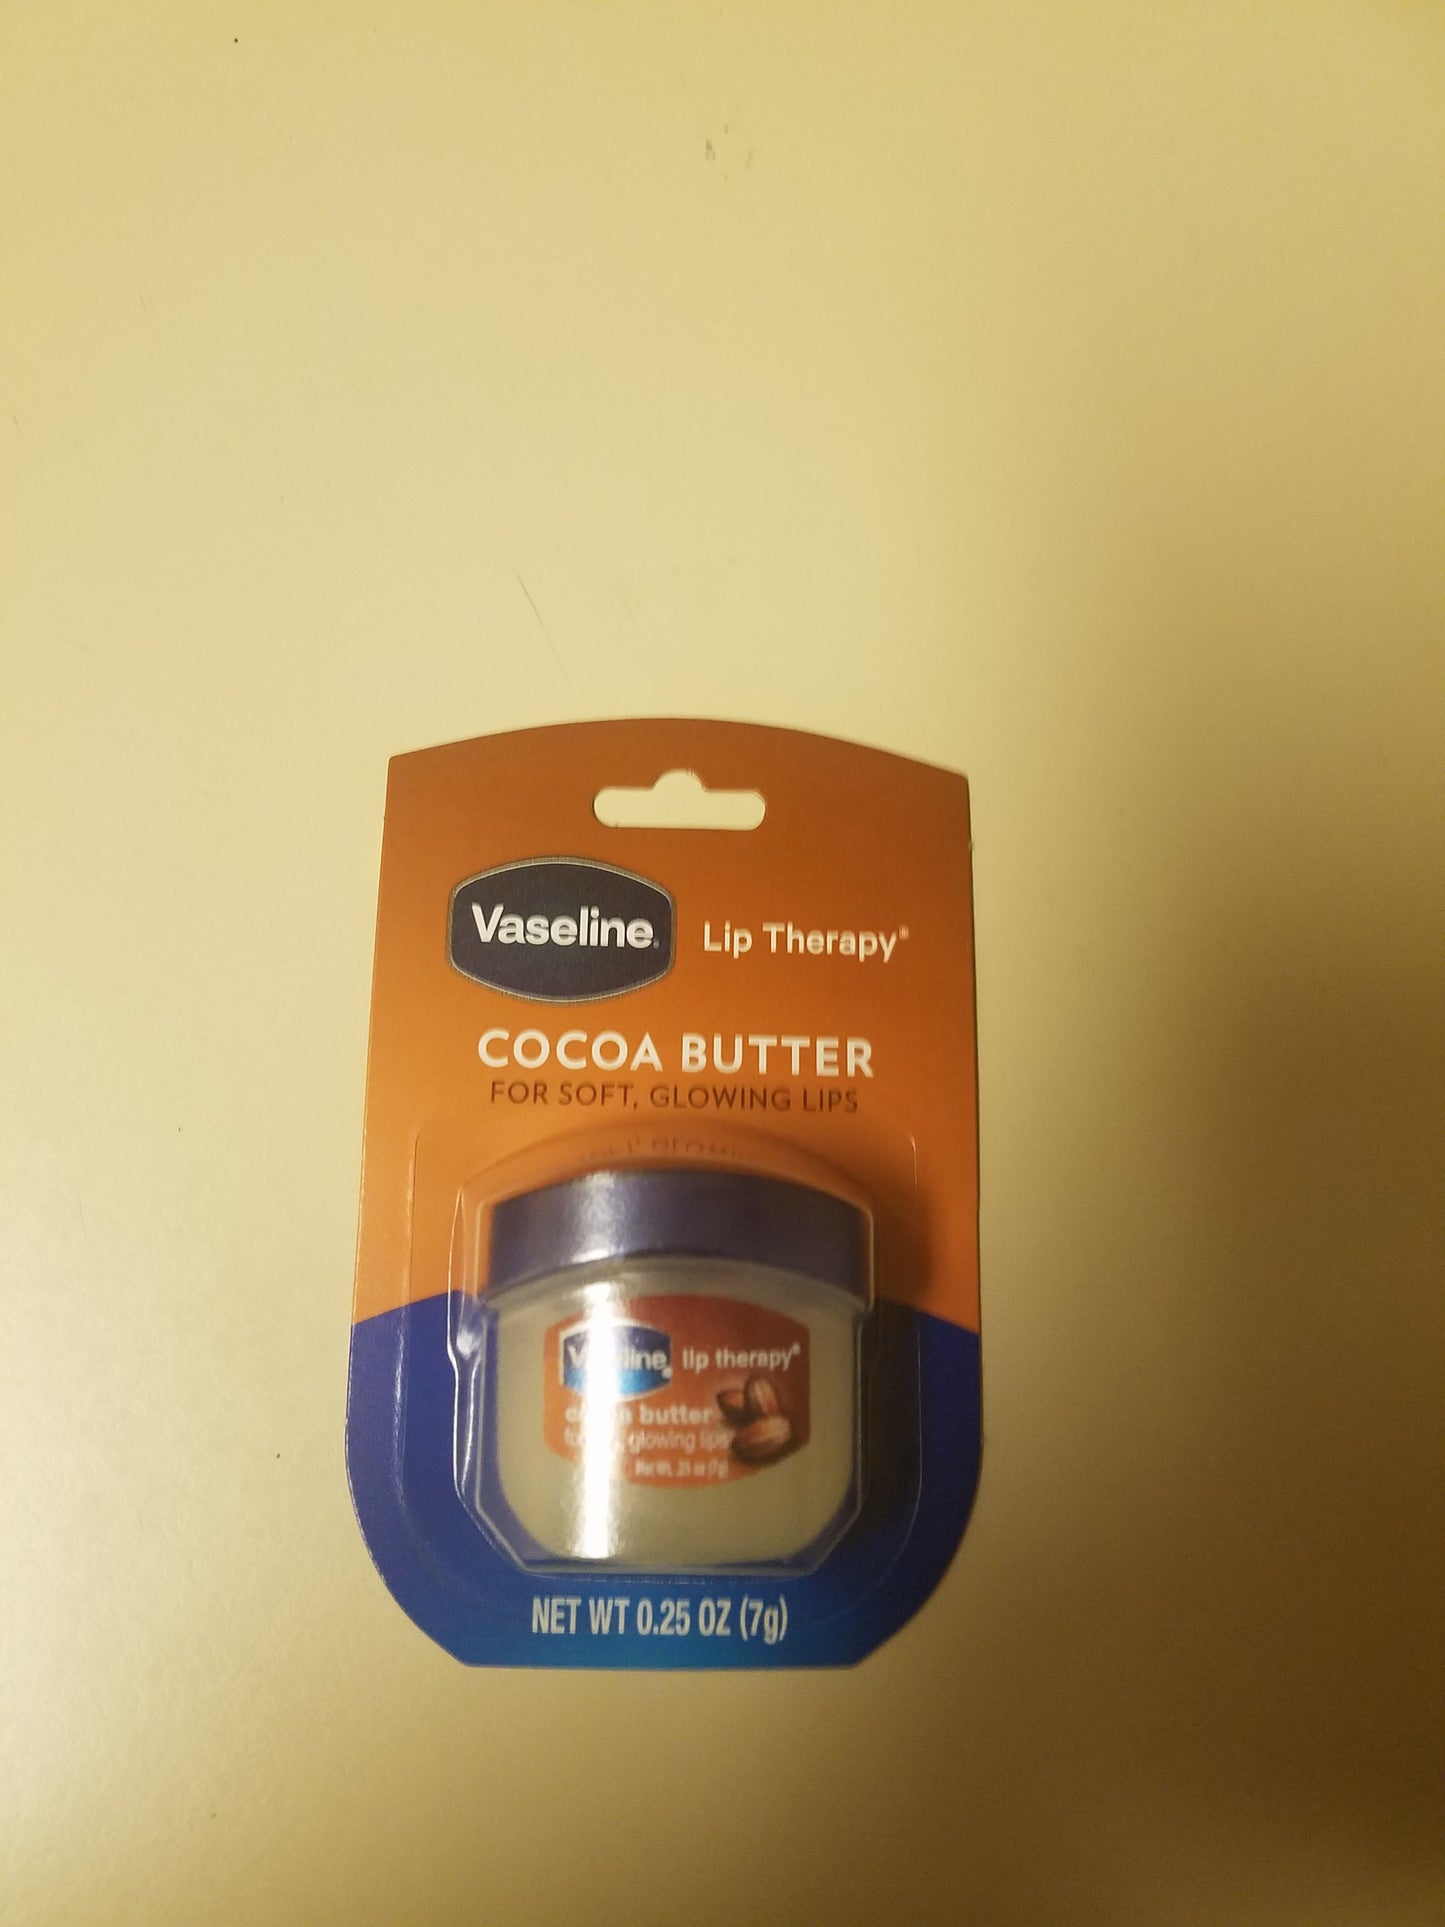 Vaseline® Lip Therapy®
COCOA BUTTER
FOR SOFT, GLOWING LIPS
lip therapy®
butter
glowing lips
NET WT 0.25 OZ (7g)